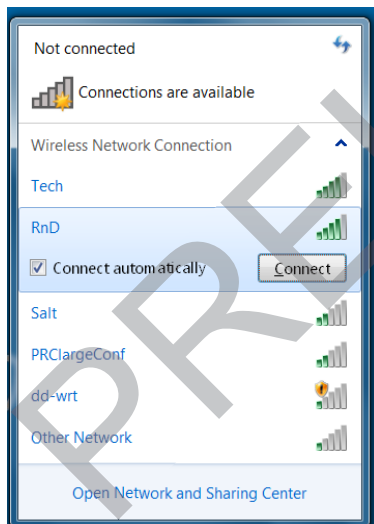 Not connected
Connections are available
Wireless Network Connection
Tech
RnD
Connect automatically Connect
Salt
PRClargeConf
dd-wrt
Other Network
Open Network and Sharing Center
PREL